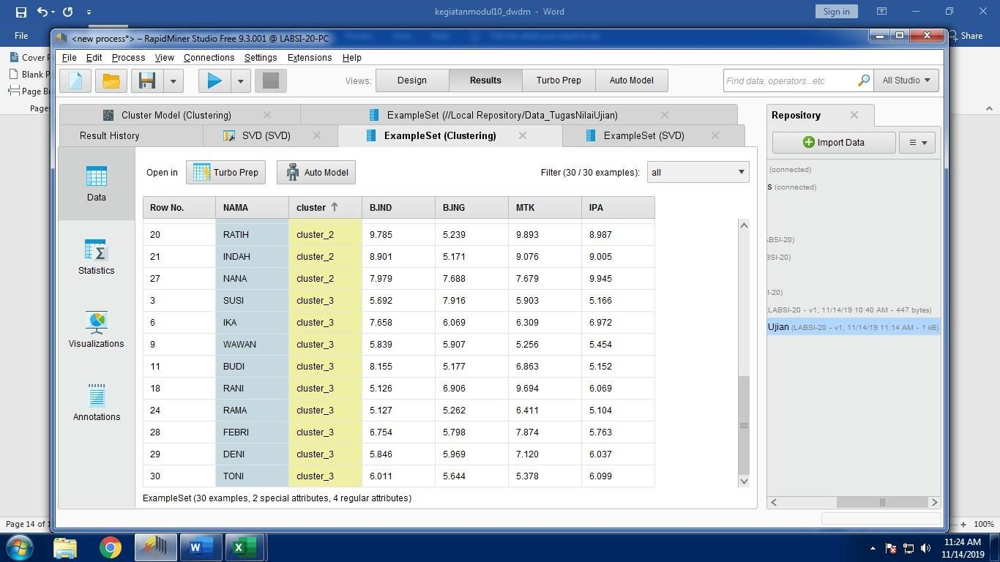 kegiatanmodul10_dwdm - Word
Sign in
File
Share
<new process*> – RapidMiner Studio Free 9.3.001 @ LABSI-20-PC
File Edit Process View Connections Settings Extensions Help
Cover P
Blank P
Page Br
Pages
Views: Design Results Turbo Prep Auto Model
Find data, operators...etc
All Studio
Cluster Model (Clustering)
ExampleSet (//Local Repository/Data_TugasNilaiUjian)
Result History
SVD (SVD)
ExampleSet (Clustering)
ExampleSet (SVD)
Repository
Import Data
Data
Statistics
Visualizations
Annotations
Open in Turbo Prep Auto Model
Filter (30 / 30 examples): all
Row No. NAMA cluster B.IND B.ING MTK IPA
20 RATIH cluster_2 9.785 5.239 9.893 8.987
21 INDAH cluster_2 8.901 5.171 9.076 9.005
27 NANA cluster_2 7.979 7.688 7.679 9.945
3 SUSI cluster_3 5.692 7.916 5.903 5.166
6 IKA cluster_3 7.658 6.069 6.309 6.972
9 WAWAN cluster_3 5.839 5.907 5.256 5.454
11 BUDI cluster_3 8.155 5.177 6.863 5.152
18 RANI cluster_3 5.126 6.906 9.694 6.069
24 RAMA cluster_3 5.127 5.262 6.411 5.104
28 FEBRI cluster_3 6.754 5.798 7.874 5.763
29 DENI cluster_3 5.846 5.969 7.120 6.037
30 TONI cluster_3 6.011 5.644 5.378 6.099
ExampleSet (30 examples, 2 special attributes, 4 regular attributes)
(connected)
s (connected)
ABSI-20)
BSI-20)
I-20)
LABSI-20 - v1, 11/14/19 10:40 AM - 447 bytes)
Ujian (LABSI-20 - v1, 11/14/19 11:14 AM - 1 kB)
Page 14 of 1
100%
11:24 AM
11/14/2019